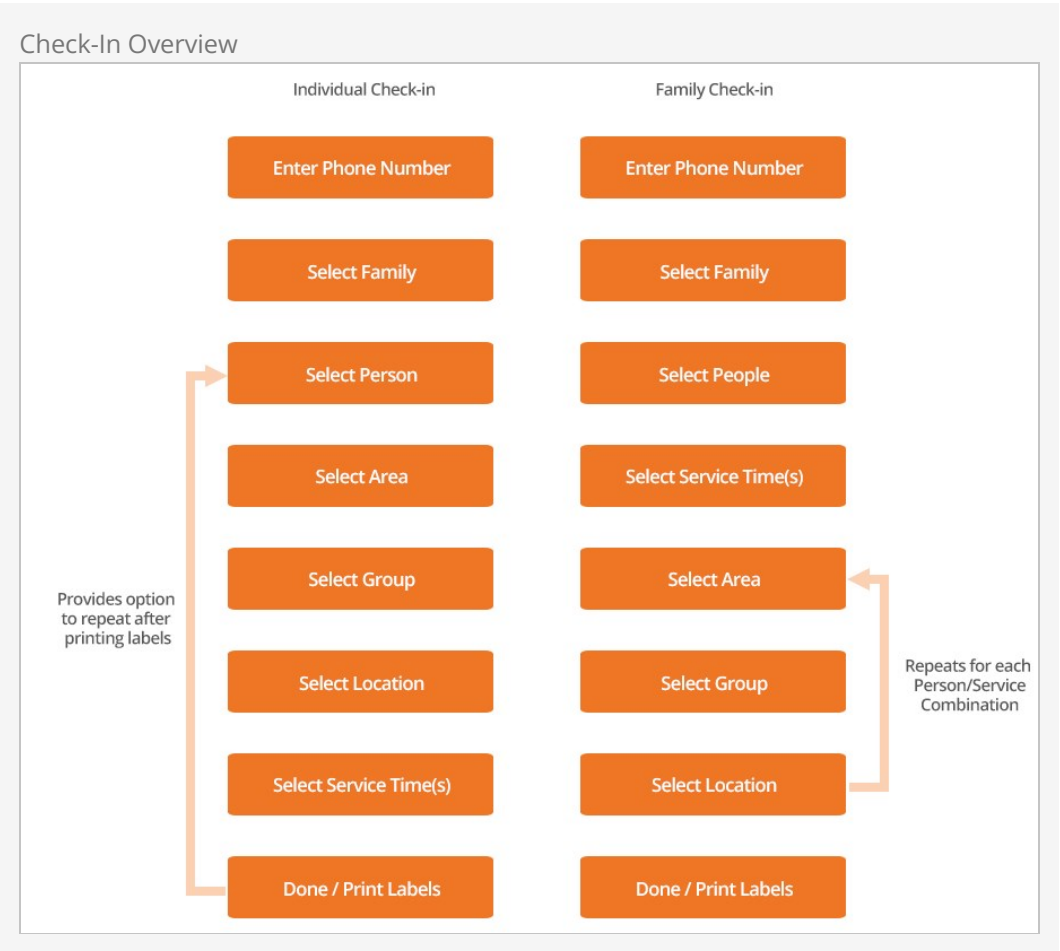 Check-In Overview
Individual Check-in
Enter Phone Number
Select Family
Select Person
Select Area
Select Group
Select Location
Select Service Time(s)
Done / Print Labels
Provides option
to repeat after
printing labels
Family Check-in
Enter Phone Number
Select Family
Select People
Select Service Time(s)
Select Area
Select Group
Select Location
Done / Print Labels
Repeats for each
Person/Service
Combination